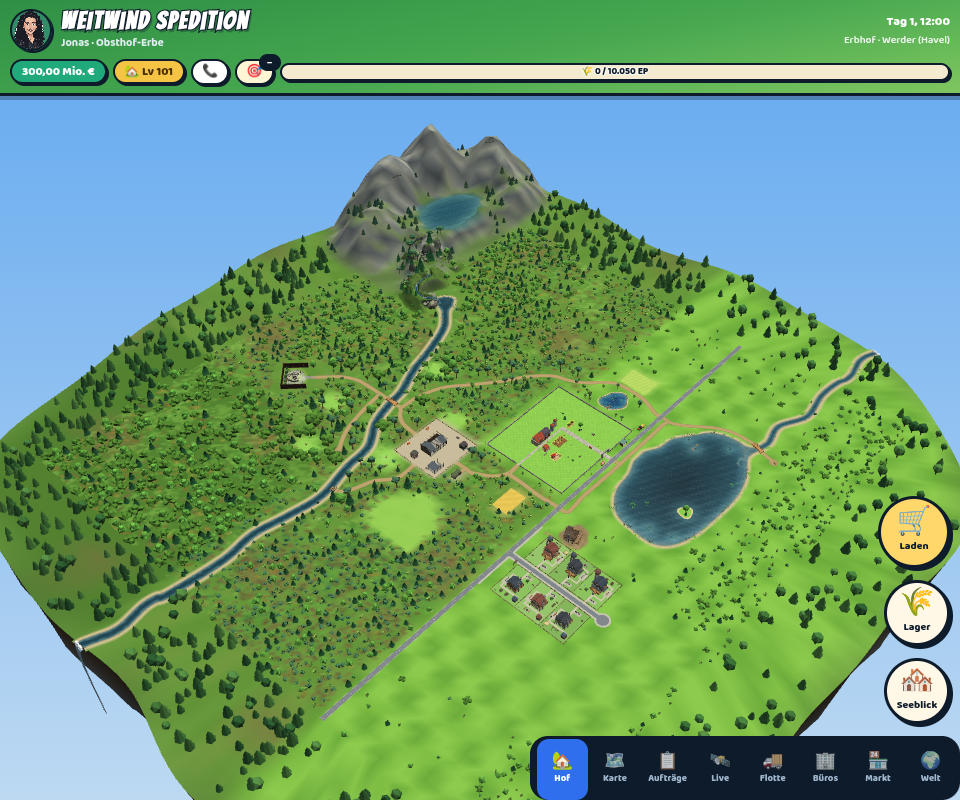 WEITWIND SPEDITION
Jonas · Obsthof-Erbe
Tag 1, 12:00
Erbhof · Werder (Havel)
300,00 Mio. €
Lv 101
–
0 / 10.050 EP
Laden
Lager
Seeblick
Hof
Karte
Aufträge
Live
Flotte
Büros
24
Markt
Welt